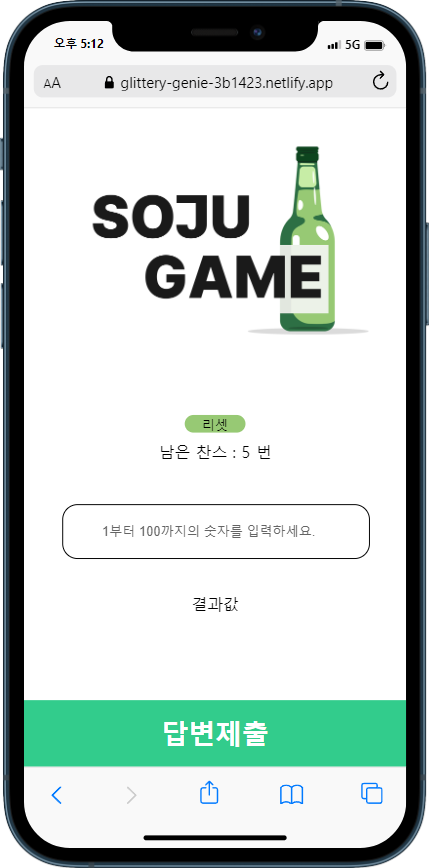 오후 5:12
5G
AA
glittery-genie-3b1423.netlify.app
SOJU
GAME
리셋
남은 찬스 : 5 번
1부터 100까지의 숫자를 입력하세요.
결과값
답변제출